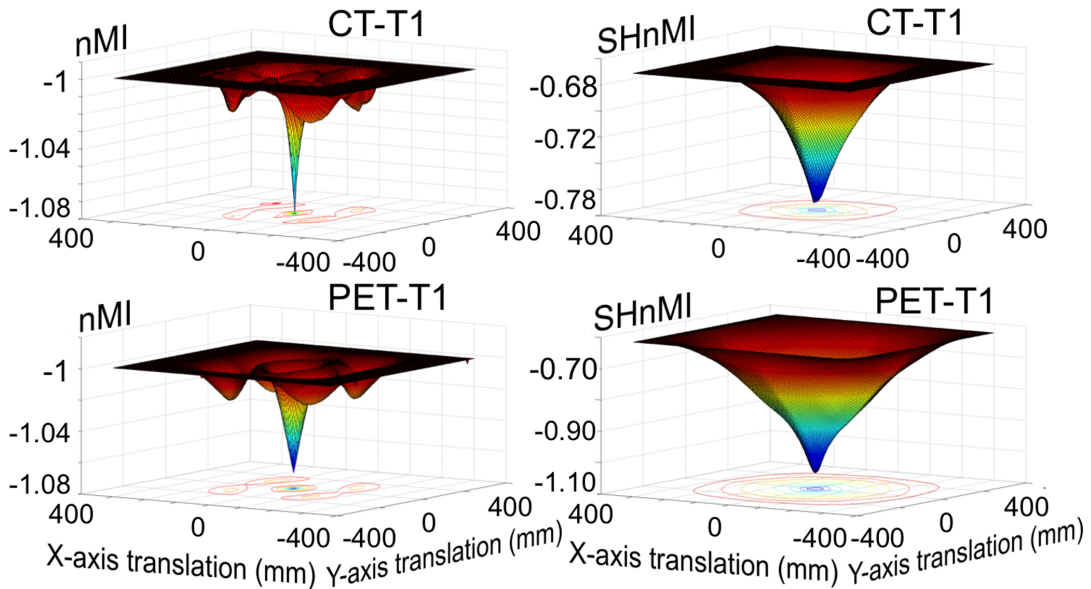 nMI CT-T1
-1
-1.04
-1.08
400 0 -400 -400 0 400
SHnMI CT-T1
-0.68
-0.72
-0.78
400 0 -400 -400 0 400
nMI PET-T1
-1
-1.04
-1.08
400 0 -400 -400 0 400
X-axis translation (mm) Y-axis translation (mm)
SHnMI PET-T1
-0.70
-0.90
-1.10
400 0 -400 -400 0 400
X-axis translation (mm) Y-axis translation (mm)